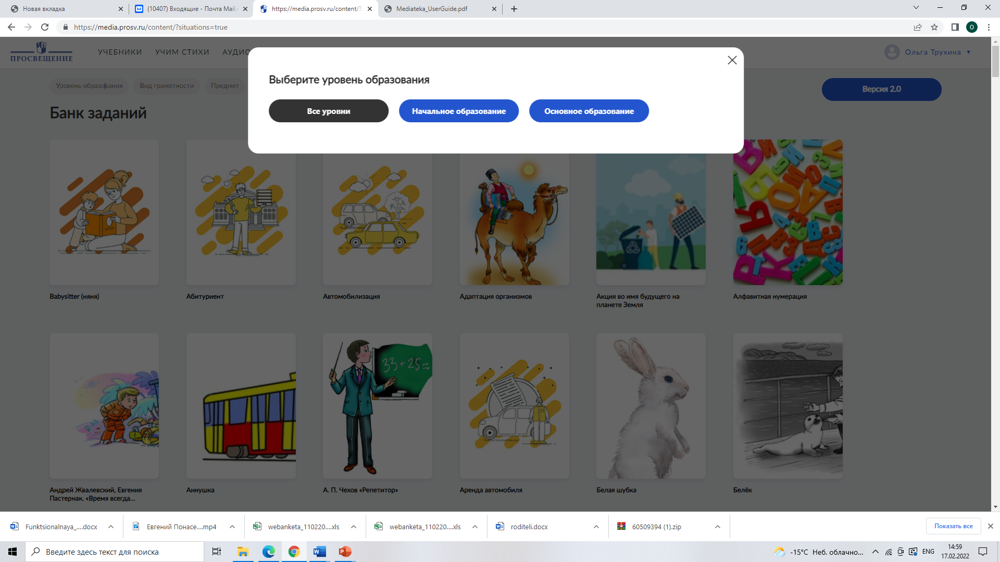 Новая вкладка
(10407) Входящие - Почта Mail.
https://media.prosv.ru/content/?
Mediateka_UserGuide.pdf
https://media.prosv.ru/content/?situations=true
O
ИП
ПРОСВЕЩЕНИЕ
УЧЕБНИКИ
УЧИМ СТИХИ
АУДИО
Ольга Трухина
Уровень образования
Вид грамотности
Предмет
Версия 2.0
Выберите уровень образования
Все уровни
Начальное образование
Основное образование
Банк заданий
Babysitter (няня)
Абитуриент
Автомобилизация
Адаптация организмов
Акция во имя будущего на
планете Земля
Алфавитная нумерация
33+25=
Андрей Жвалевский, Евгения
Пастернак. «Время всегда...
Аннушка
А. П. Чехов «Репетитор»
Аренда автомобиля
Белая шубка
Белёк
Funktsionalnaya_....docx
Евгений Понасе....mp4
webanketa_110220....xls
webanketa_110220....xls
roditeli.docx
60509394 (1).zip
Показать все
Введите здесь текст для поиска
-15°C Неб. облачно...
ENG
14:59
17.02.2022